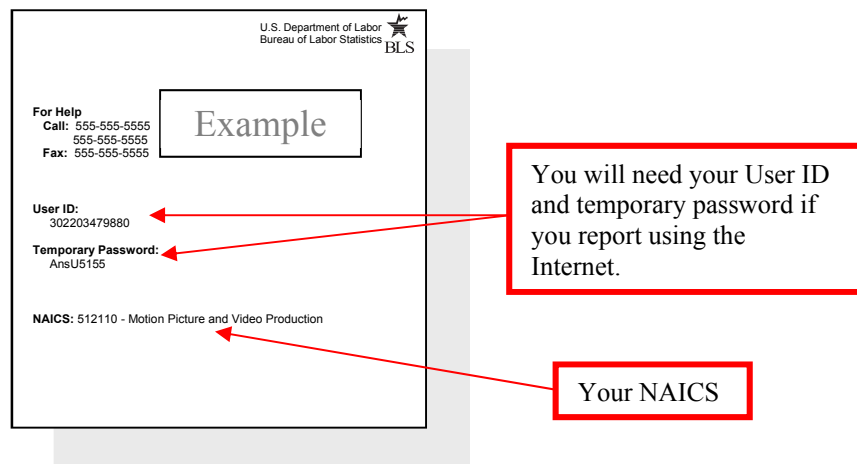 U.S. Department of Labor
Bureau of Labor Statistics
BLS
For Help
Call: 555-555-5555
555-555-5555
Fax: 555-555-5555
Example
User ID:
302203479880
Temporary Password:
AnsU5155
NAICS: 512110 - Motion Picture and Video Production
You will need your User ID
and temporary password if
you report using the
Internet.
Your NAICS